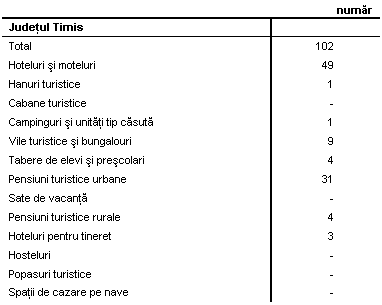 număr
Judeţul Timis
Total 102
Hoteluri şi moteluri 49
Hanuri turistice 1
Cabane turistice -
Campinguri şi unităţi tip căsută 1
Vile turistice şi bungalouri 9
Tabere de elevi şi preşcolari 4
Pensiuni turistice urbane 31
Sate de vacanţă -
Pensiuni turistice rurale 4
Hoteluri pentru tineret 3
Hosteluri -
Popasuri turistice -
Spaţii de cazare pe nave -